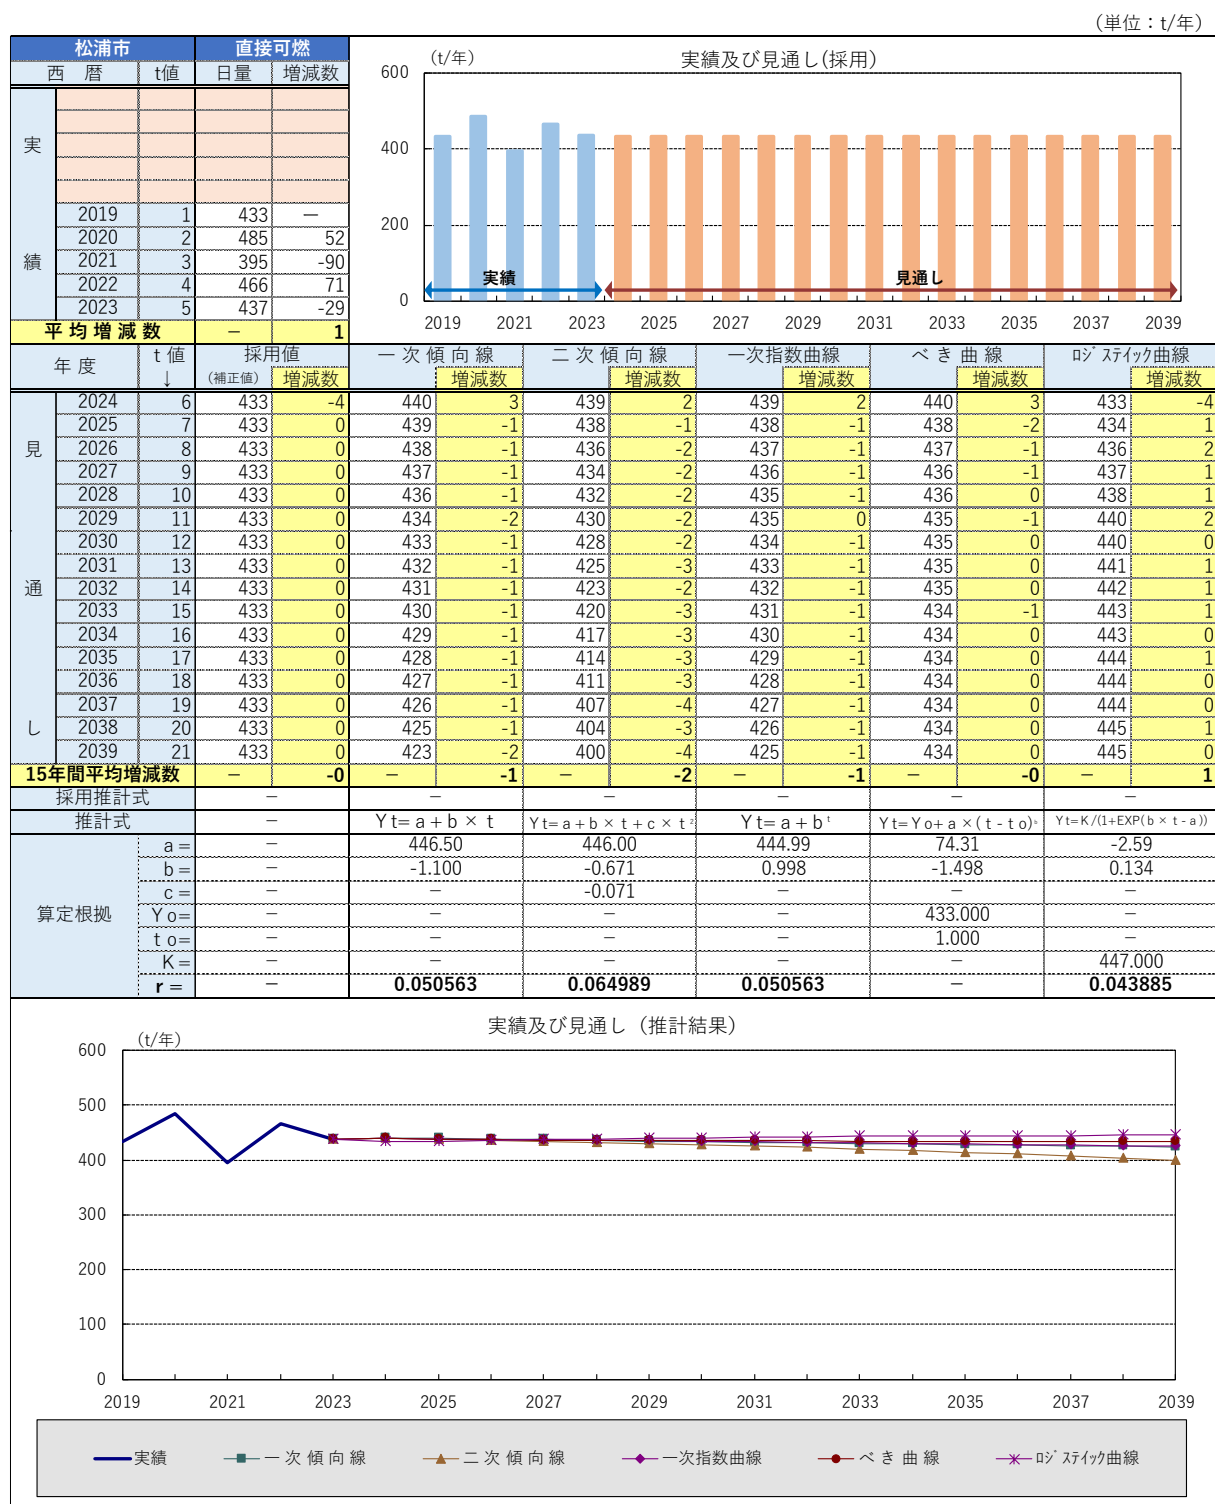 （単位：t/年）
松浦市 直接可燃
西 暦 t値 日量 増減数
実
績
2019 1 433 －
2020 2 485 52
2021 3 395 -90
2022 4 466 71
2023 5 437 -29
平均増減数 － 1
(t/年) 実績及び見通し(採用)
600
400
200
0
実績 見通し
2019 2021 2023 2025 2027 2029 2031 2033 2035 2037 2039
年 度 t 値 採用値 一 次 傾 向 線 二 次 傾 向 線 一次指数曲線 べ き 曲 線 ﾛｼﾞｽﾃｲｯｸ曲線
↓ （補正値） 増減数 増減数 増減数 増減数 増減数 増減数
見
通
し
2024 6 433 -4 440 3 439 2 439 2 440 3 433 -4
2025 7 433 0 439 -1 438 -1 438 -1 438 -2 434 1
2026 8 433 0 438 -1 436 -2 437 -1 437 -1 436 2
2027 9 433 0 437 -1 434 -2 436 -1 436 -1 437 1
2028 10 433 0 436 -1 432 -2 435 -1 436 0 438 1
2029 11 433 0 434 -2 430 -2 435 0 435 -1 440 2
2030 12 433 0 433 -1 428 -2 434 -1 435 0 440 0
2031 13 433 0 432 -1 425 -3 433 -1 435 0 441 1
2032 14 433 0 431 -1 423 -2 432 -1 435 0 442 1
2033 15 433 0 430 -1 420 -3 431 -1 434 -1 443 1
2034 16 433 0 429 -1 417 -3 430 -1 434 0 443 0
2035 17 433 0 428 -1 414 -3 429 -1 434 0 444 1
2036 18 433 0 427 -1 411 -3 428 -1 434 0 444 0
2037 19 433 0 426 -1 407 -4 427 -1 434 0 444 0
2038 20 433 0 425 -1 404 -3 426 -1 434 0 445 1
2039 21 433 0 423 -2 400 -4 425 -1 434 0 445 0
15年間平均増減数 － -0 － -1 － -2 － -1 － -0 － 1
採用推計式 － － － － － －
推計式 － Y t= a + b × t Y t= a + b × t + c × t² Y t= a + bᵗ Y t= Y o+ a × ( t - t o)ᵇ Y t= K /(1+EXP( b × t - a ))
算定根拠
a = － 446.50 446.00 444.99 74.31 -2.59
b = － -1.100 -0.671 0.998 -1.498 0.134
c = － － -0.071 － － －
Y o= － － － － 433.000 －
t o= － － － － 1.000 －
K = － － － － － 447.000
r = － 0.050563 0.064989 0.050563 － 0.043885
実績及び見通し（推計結果）
(t/年)
600
500
400
300
200
100
0
2019 2021 2023 2025 2027 2029 2031 2033 2035 2037 2039
実績 一 次 傾 向 線 二 次 傾 向 線 一次指数曲線 べ き 曲 線 ﾛｼﾞｽﾃｲｯｸ曲線